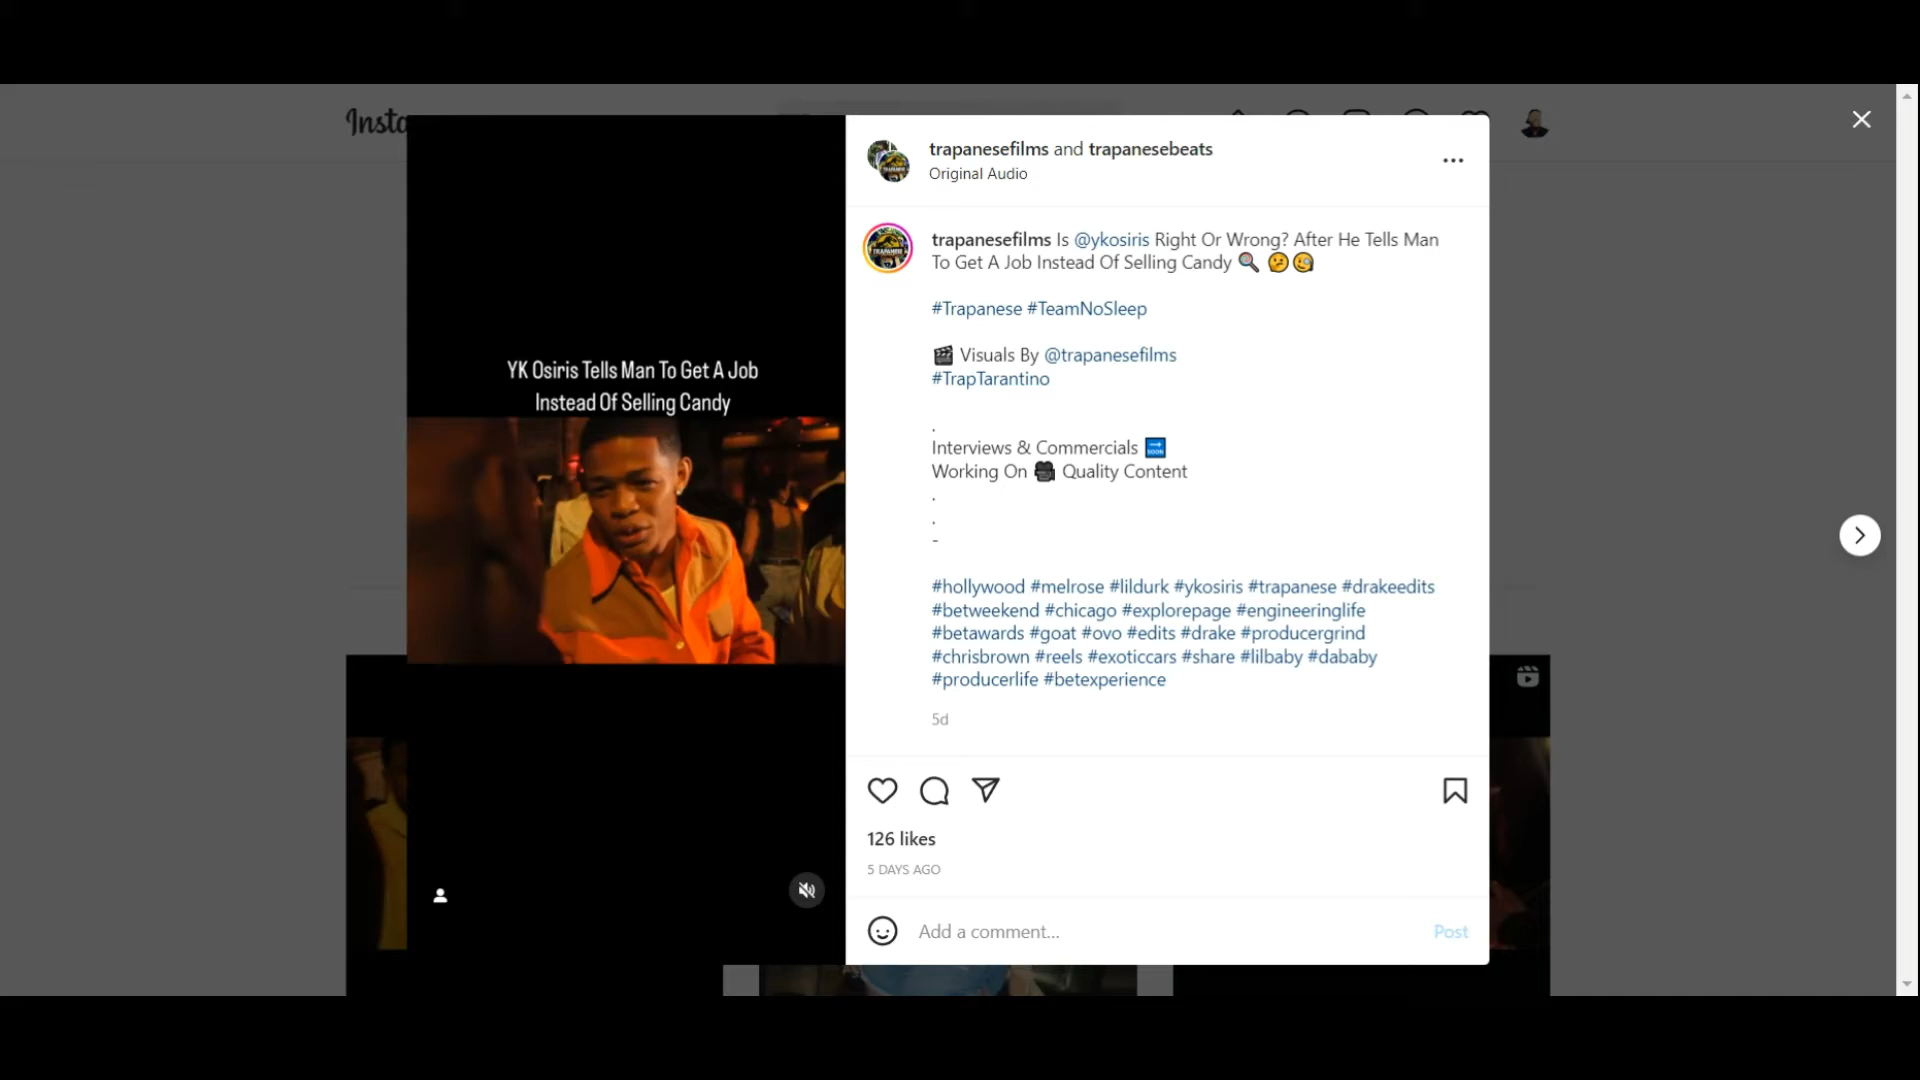 Insta
YK Osiris Tells Man To Get A Job
Instead Of Selling Candy
trapanesefilms and trapanesebeats
Original Audio
trapanesefilms Is @ykosiris Right Or Wrong? After He Tells Man
To Get A Job Instead Of Selling Candy 🔍 🫤🧐
#Trapanese #TeamNoSleep
🎬 Visuals By @trapanesefilms
#TrapTarantino
.
Interviews & Commercials 🔜
Working On 🎥 Quality Content
.
.
-
#hollywood #melrose #lildurk #ykosiris #trapanese #drakeedits
#betweekend #chicago #explorepage #engineeringlife
#betawards #goat #ovo #edits #drake #producergrind
#chrisbrown #reels #exoticcars #share #lilbaby #dababy
#producerlife #betexperience
5d
126 likes
5 DAYS AGO
Add a comment...
Post